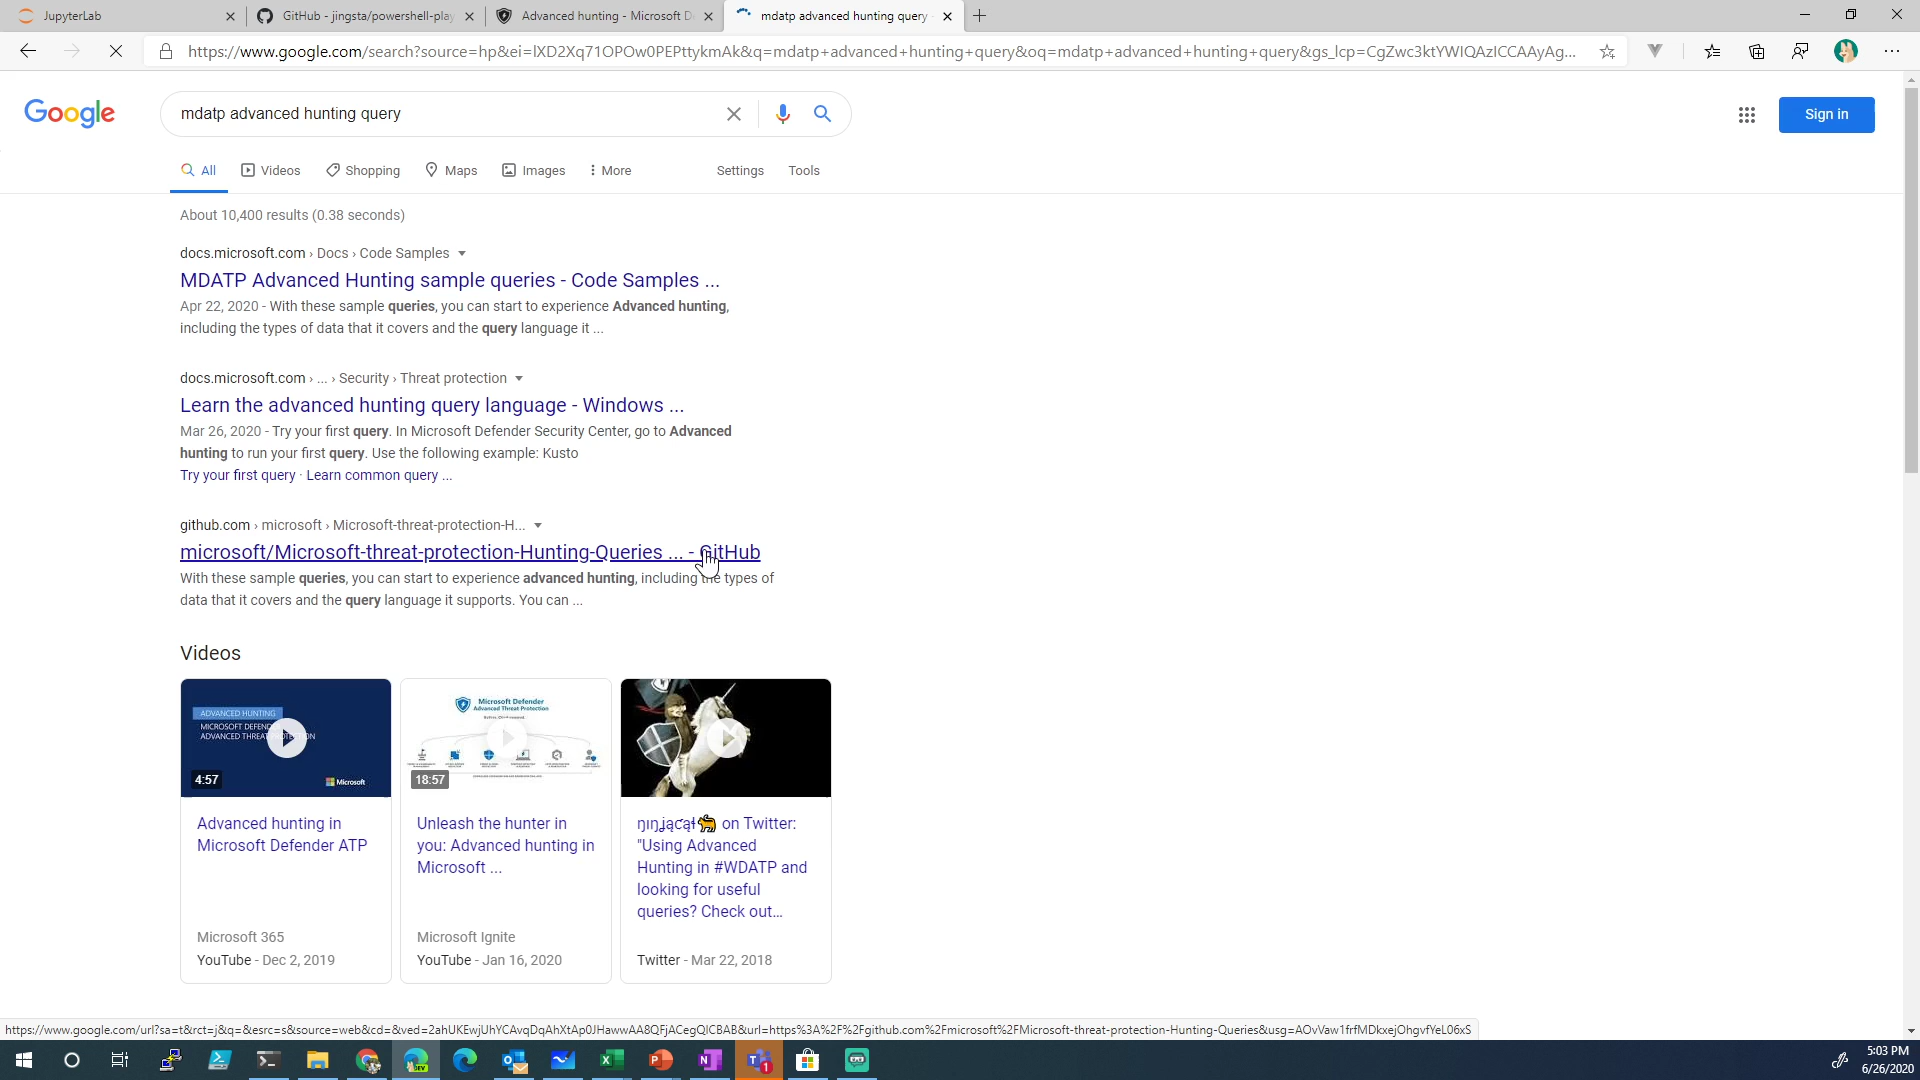 JupyterLab
GitHub - jingsta/powershell-play
Advanced hunting - Microsoft D
mdatp advanced hunting query
https://www.google.com/search?source=hp&ei=lXD2Xq71OPOw0PEPttykmAk&q=mdatp+advanced+hunting+query&oq=mdatp+advanced+hunting+query&gs_lcp=CgZwc3ktYWIQAzICCAAyAg...
Google
mdatp advanced hunting query
Sign in
All
Videos
Shopping
Maps
Images
More
Settings
Tools
About 10,400 results (0.38 seconds)
docs.microsoft.com › Docs › Code Samples
MDATP Advanced Hunting sample queries - Code Samples ...
Apr 22, 2020 - With these sample queries, you can start to experience Advanced hunting,
including the types of data that it covers and the query language it ...
docs.microsoft.com › ... › Security › Threat protection
Learn the advanced hunting query language - Windows ...
Mar 26, 2020 - Try your first query. In Microsoft Defender Security Center, go to Advanced
hunting to run your first query. Use the following example: Kusto
Try your first query · Learn common query ...
github.com › microsoft › Microsoft-threat-protection-H...
microsoft/Microsoft-threat-protection-Hunting-Queries ... - GitHub
With these sample queries, you can start to experience advanced hunting, including the types of
data that it covers and the query language it supports. You can ...
Videos
ADVANCED HUNTING
MICROSOFT DEFENDER
ADVANCED THREAT PROTECTION
4:57
Microsoft
Microsoft Defender
Advanced Threat Protection
18:57
Advanced hunting in
Microsoft Defender ATP
Microsoft 365
YouTube - Dec 2, 2019
Unleash the hunter in
you: Advanced hunting in
Microsoft ...
Microsoft Ignite
YouTube - Jan 16, 2020
on Twitter:
"Using Advanced
Hunting in #WDATP and
looking for useful
queries? Check out...
Twitter - Mar 22, 2018
https://www.google.com/url?sa=t&rct=j&q=&esrc=s&source=web&cd=&ved=2ahUKEwjUhYCAvqDqAhXtAp0JHawwAA8QFjACegQICBAB&url=https%3A%2F%2Fgithub.com%2Fmicrosoft%2FMicrosoft-threat-protection-Hunting-Queries&usg=AOvVaw1frfMDkxejOhgvfYeL06xS
DEV
1
5:03 PM
6/26/2020